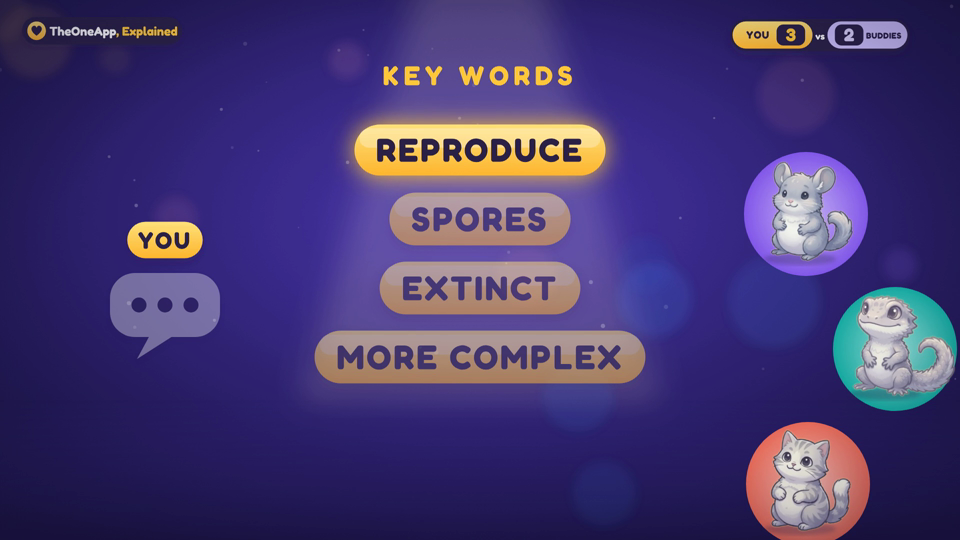 TheOneApp, Explained
YOU 3 vs 2 BUDDIES
KEY WORDS
REPRODUCE
SPORES
YOU
EXTINCT
MORE COMPLEX